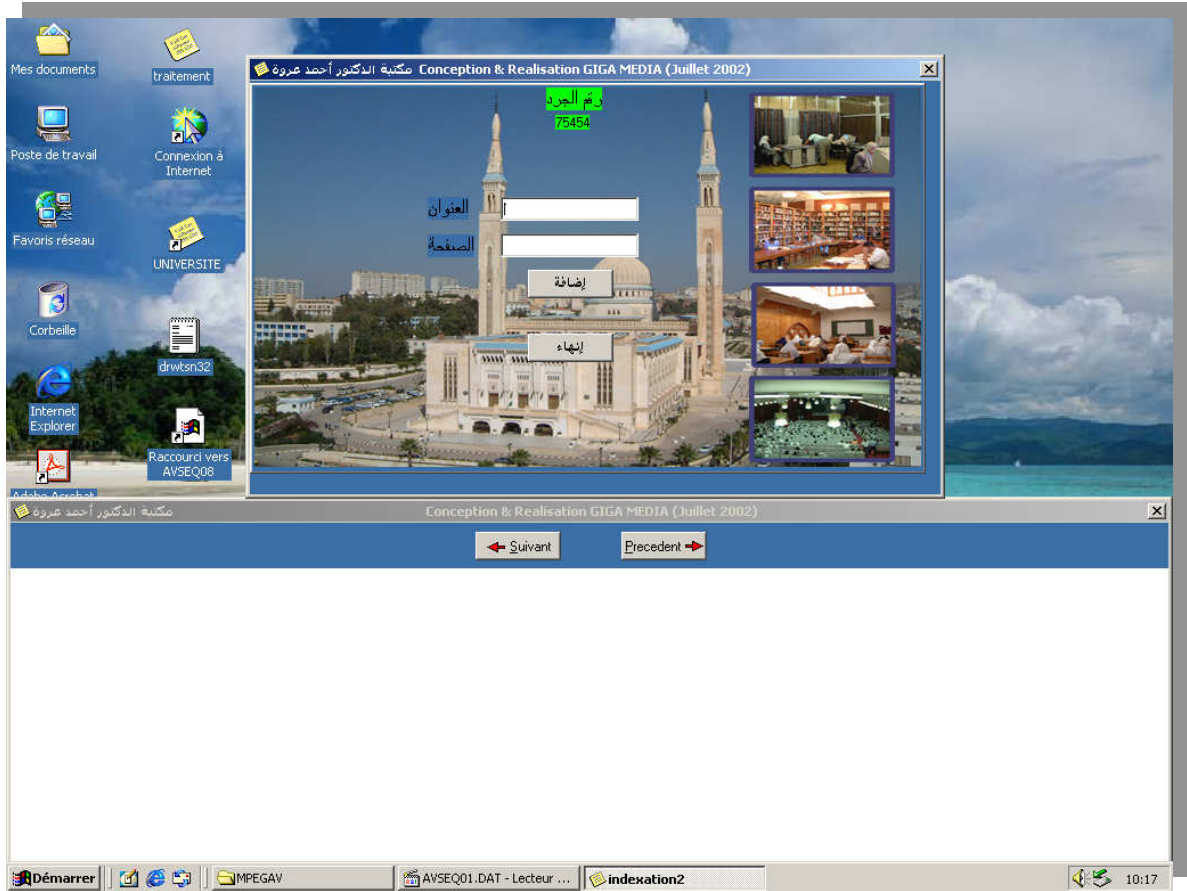 Mes documents
traitement
Poste de travail
Connexion à
Internet
Favoris réseau
UNIVERSITE
Corbeille
drwtsn32
Internet
Explorer
Raccourci vers
AVSEQ08
Adobe Acrobat
مكتبة الدكتور أحمد عروة Conception & Realisation GIGA MEDIA (Juillet 2002)
رقم الجرد
75454
العنوان
الصفحة
إضافة
إنهاء
مكتبة الدكتور أحمد عروة Conception & Realisation GIGA MEDIA (Juillet 2002)
Suivant
Precedent
Démarrer
MPEGAV
AVSEQ01.DAT - Lecteur ...
indexation2
10:17